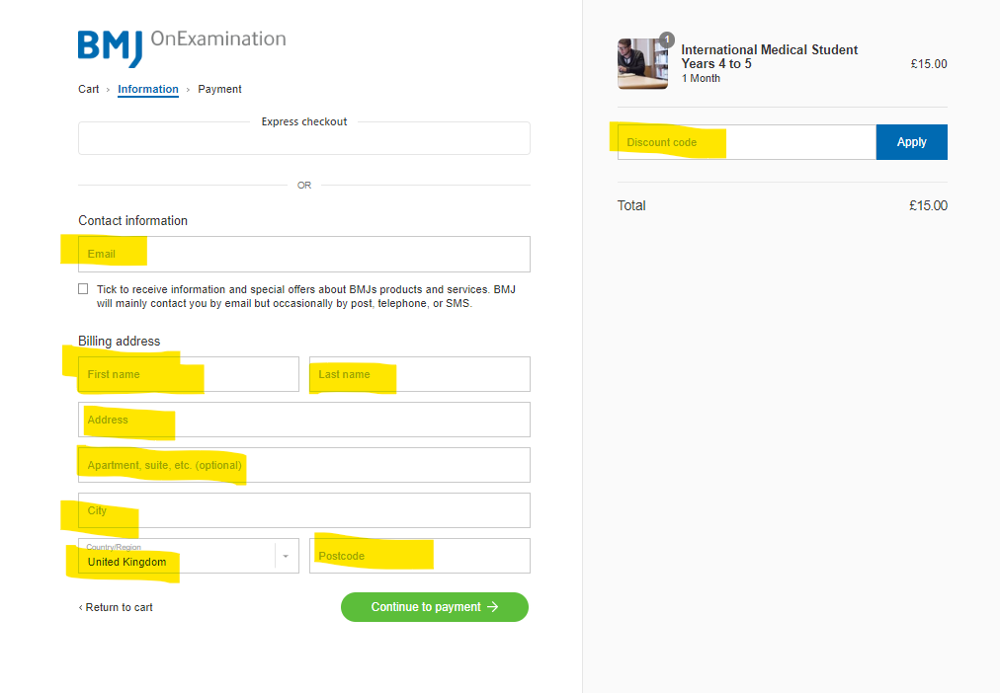 BMJ OnExamination
Cart › Information › Payment
Express checkout
OR
Contact information
Email
Tick to receive information and special offers about BMJs products and services. BMJ
will mainly contact you by email but occasionally by post, telephone, or SMS.
Billing address
First name
Last name
Address
Apartment, suite, etc. (optional)
City
Country/Region
United Kingdom
Postcode
‹ Return to cart
Continue to payment →
1
International Medical Student
Years 4 to 5
1 Month
£15.00
Discount code
Apply
Total
£15.00